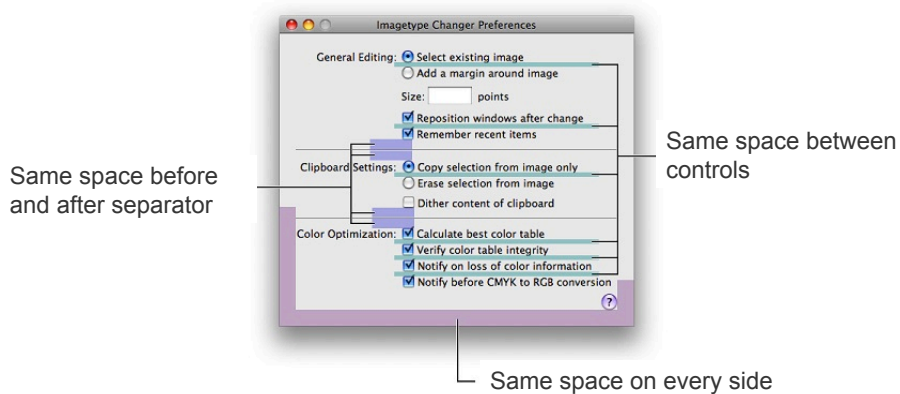 Imagetype Changer Preferences
General Editing: Select existing image
Add a margin around image
Size: points
Reposition windows after change
Remember recent items
Same space between
controls
Same space before
and after separator
Clipboard Settings: Copy selection from image only
Erase selection from image
Dither content of clipboard
Color Optimization: Calculate best color table
Verify color table integrity
Notify on loss of color information
Notify before CMYK to RGB conversion
?
Same space on every side